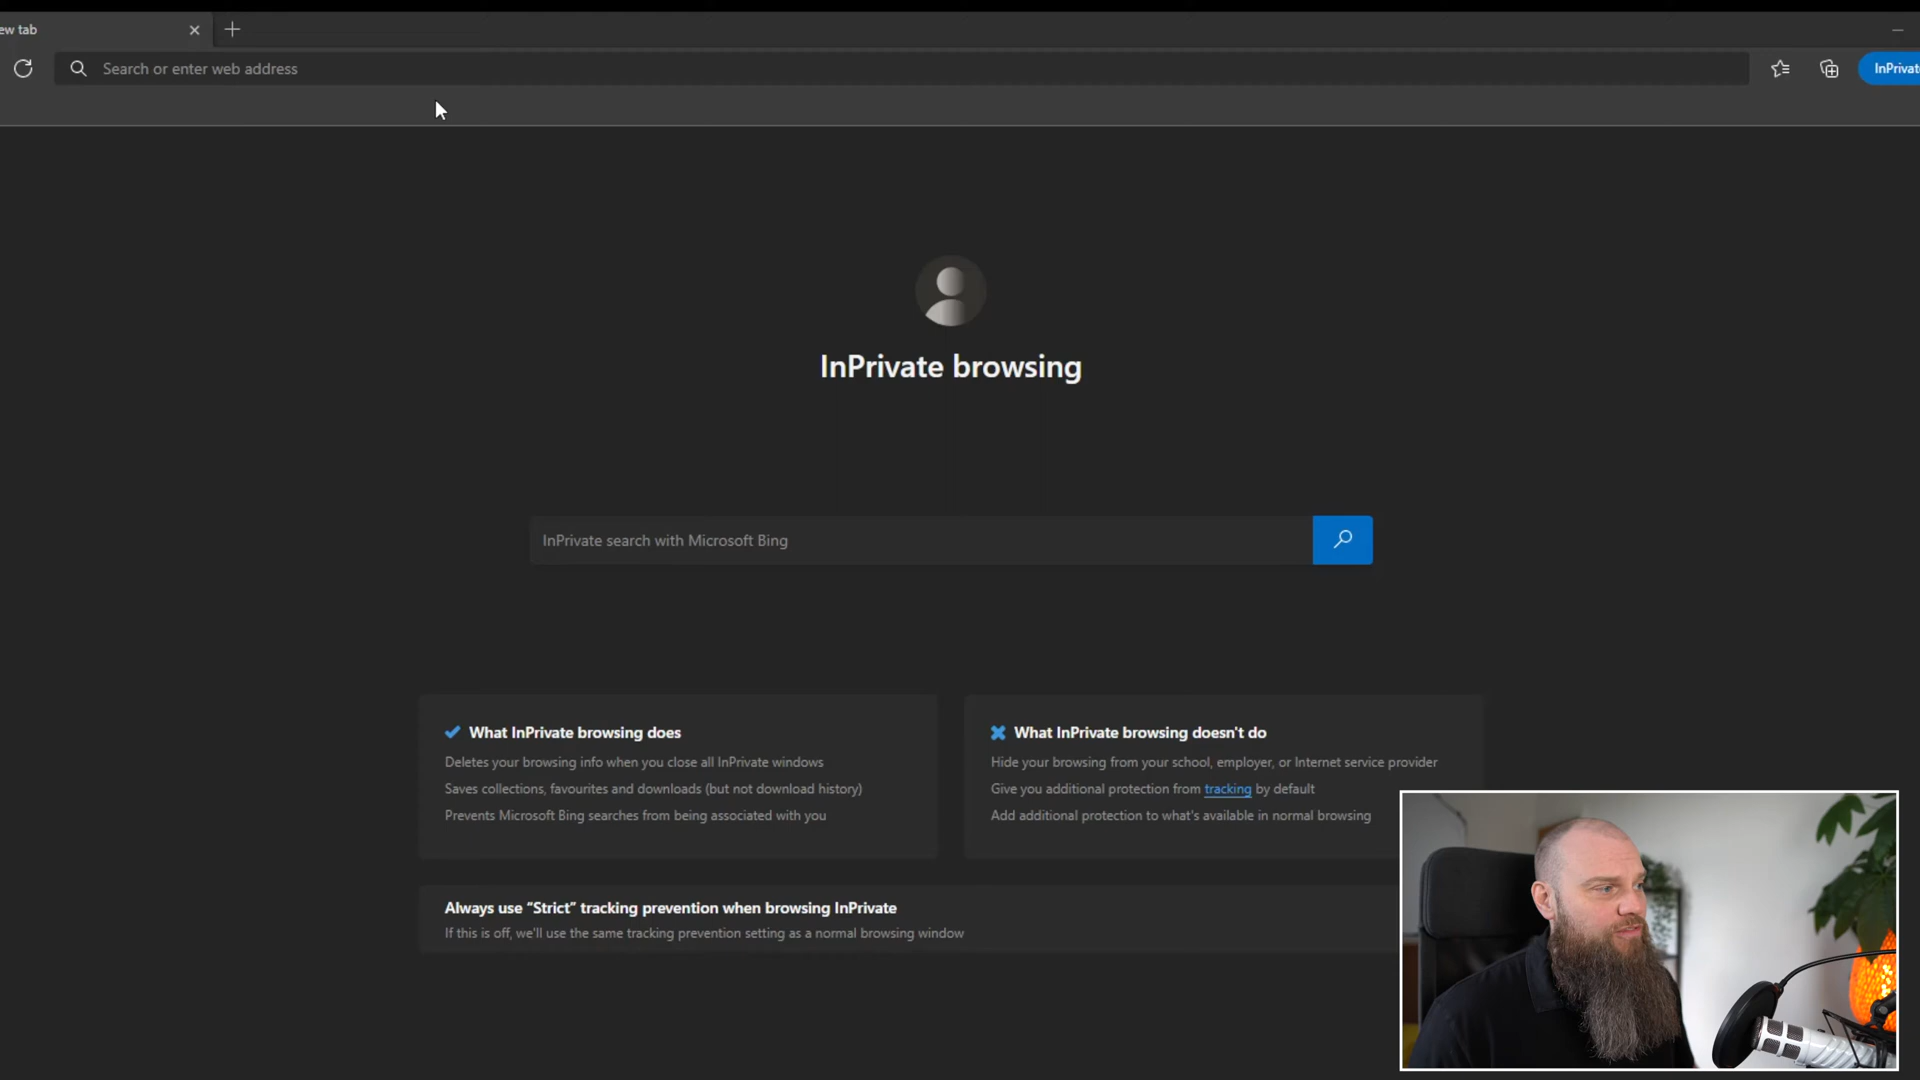 ew tab
Search or enter web address
InPrivat
InPrivate browsing
InPrivate search with Microsoft Bing
What InPrivate browsing does
Deletes your browsing info when you close all InPrivate windows
Saves collections, favourites and downloads (but not download history)
Prevents Microsoft Bing searches from being associated with you
What InPrivate browsing doesn't do
Hide your browsing from your school, employer, or Internet service provider
Give you additional protection from tracking by default
Add additional protection to what's available in normal browsing
Always use “Strict” tracking prevention when browsing InPrivate
If this is off, we'll use the same tracking prevention setting as a normal browsing window